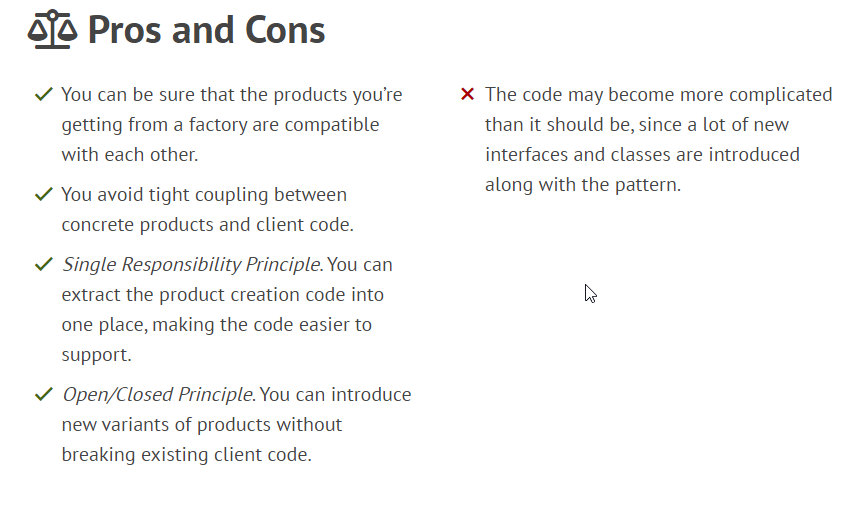 Pros and Cons
You can be sure that the products you’re
getting from a factory are compatible
with each other.
You avoid tight coupling between
concrete products and client code.
Single Responsibility Principle. You can
extract the product creation code into
one place, making the code easier to
support.
Open/Closed Principle. You can introduce
new variants of products without
breaking existing client code.
The code may become more complicated
than it should be, since a lot of new
interfaces and classes are introduced
along with the pattern.